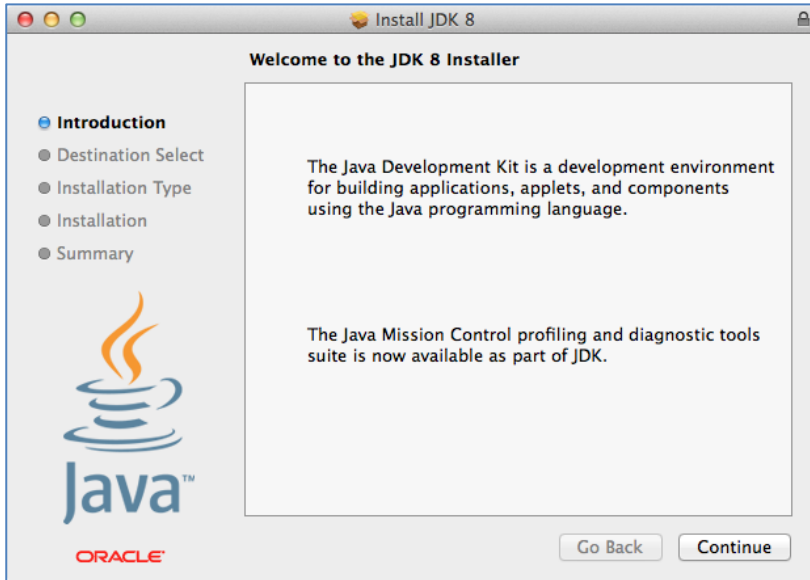 Install JDK 8
Welcome to the JDK 8 Installer
Introduction
Destination Select
Installation Type
Installation
Summary
The Java Development Kit is a development environment
for building applications, applets, and components
using the Java programming language.
The Java Mission Control profiling and diagnostic tools
suite is now available as part of JDK.
Java™
ORACLE®
Go Back
Continue